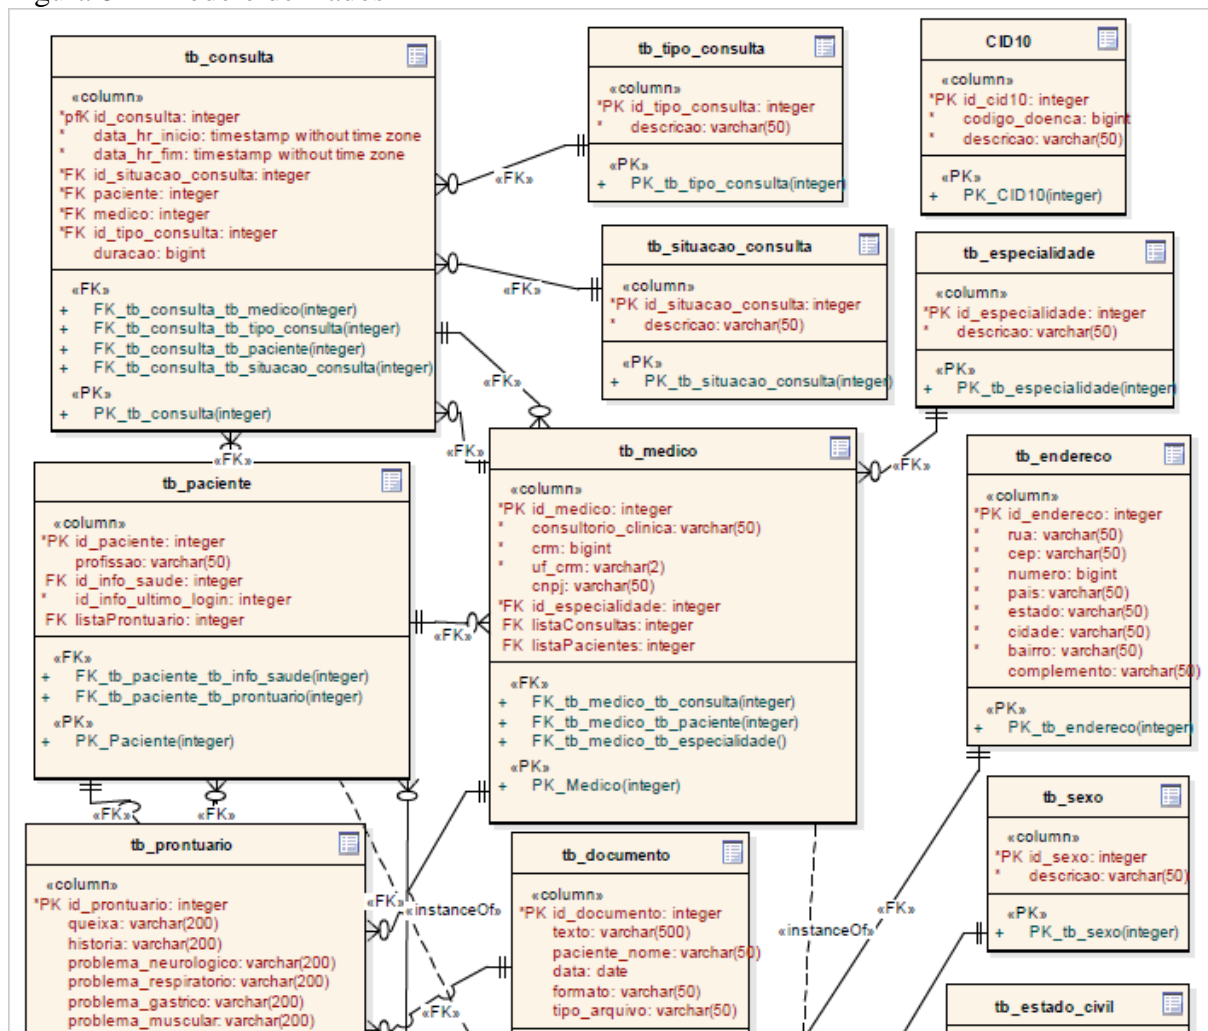 tb_consulta
«column»
*pfK id_consulta: integer
* data_hr_inicio: timestamp without time zone
* data_hr_fim: timestamp without time zone
*FK id_situacao_consulta: integer
*FK paciente: integer
*FK medico: integer
*FK id_tipo_consulta: integer
duracao: bigint
«FK»
+ FK_tb_consulta_tb_medico(integer)
+ FK_tb_consulta_tb_tipo_consulta(integer)
+ FK_tb_consulta_tb_paciente(integer)
+ FK_tb_consulta_tb_situacao_consulta(integer)
«PK»
+ PK_tb_consulta(integer)
tb_tipo_consulta
«column»
*PK id_tipo_consulta: integer
* descricao: varchar(50)
«PK»
+ PK_tb_tipo_consulta(integer)
CID10
«column»
*PK id_cid10: integer
* codigo_doenca: bigint
* descricao: varchar(50)
«PK»
+ PK_CID10(integer)
«FK»
tb_situacao_consulta
«column»
*PK id_situacao_consulta: integer
* descricao: varchar(50)
«PK»
+ PK_tb_situacao_consulta(integer)
tb_especialidade
«column»
*PK id_especialidade: integer
* descricao: varchar(50)
«PK»
+ PK_tb_especialidade(integer)
«FK»
«FK»
«FK»
«FK»
«FK»
tb_paciente
«column»
*PK id_paciente: integer
profissao: varchar(50)
FK id_info_saude: integer
* id_info_ultimo_login: integer
FK listaProntuario: integer
«FK»
+ FK_tb_paciente_tb_info_saude(integer)
+ FK_tb_paciente_tb_prontuario(integer)
«PK»
+ PK_Paciente(integer)
«FK»
tb_medico
«column»
*PK id_medico: integer
* consultorio_clinica: varchar(50)
* crm: bigint
* uf_crm: varchar(2)
cnpj: varchar(50)
*FK id_especialidade: integer
FK listaConsultas: integer
FK listaPacientes: integer
«FK»
+ FK_tb_medico_tb_consulta(integer)
+ FK_tb_medico_tb_paciente(integer)
+ FK_tb_medico_tb_especialidade()
«PK»
+ PK_Medico(integer)
tb_endereco
«column»
*PK id_endereco: integer
* rua: varchar(50)
* cep: varchar(50)
* numero: bigint
* pais: varchar(50)
* estado: varchar(50)
* cidade: varchar(50)
* bairro: varchar(50)
complemento: varchar(50)
«PK»
+ PK_tb_endereco(integer)
tb_sexo
«column»
*PK id_sexo: integer
* descricao: varchar(50)
«PK»
+ PK_tb_sexo(integer)
«FK»
«FK»
tb_prontuario
«column»
*PK id_prontuario: integer
queixa: varchar(200)
historia: varchar(200)
problema_neurologico: varchar(200)
problema_respiratorio: varchar(200)
problema_gastrico: varchar(200)
problema_muscular: varchar(200)
«FK»
«instanceOf»
tb_documento
«column»
*PK id_documento: integer
texto: varchar(500)
paciente_nome: varchar(50)
data: date
formato: varchar(50)
tipo_arquivo: varchar(50)
«FK»
«instanceOf»
«FK»
tb_estado_civil